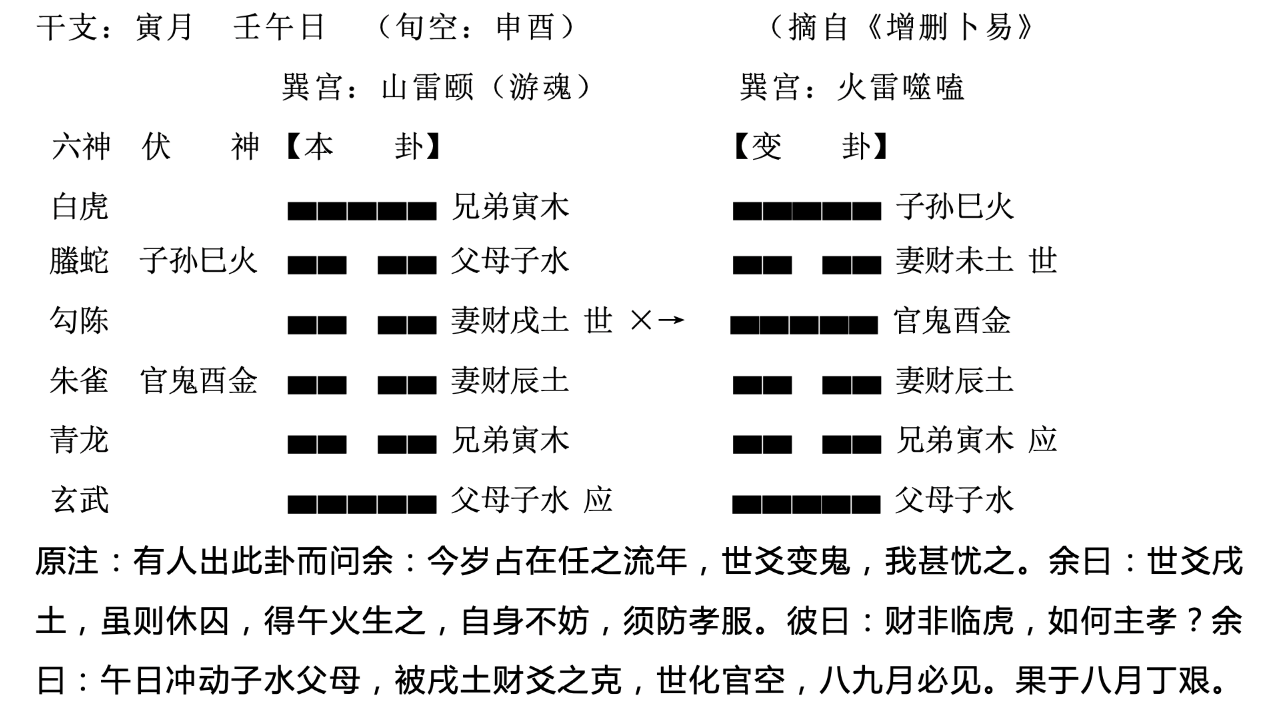 干支：寅月 壬午日 （旬空：申酉） （摘自《增删卜易》
巽宫：山雷颐（游魂） 巽宫：火雷噬嗑
六神 伏 神 【本 卦】 【变 卦】
白虎 兄弟寅木 子孙巳火
螣蛇 子孙巳火 父母子水 妻财未土 世
勾陈 妻财戌土 世 ×→ 官鬼酉金
朱雀 官鬼酉金 妻财辰土 妻财辰土
青龙 兄弟寅木 兄弟寅木 应
玄武 父母子水 应 父母子水
原注：有人出此卦而问余：今岁占在任之流年，世爻变鬼，我甚忧之。余曰：世爻戌
土，虽则休囚，得午火生之，自身不妨，须防孝服。彼曰：财非临虎，如何主孝？余
曰：午日冲动子水父母，被戌土财爻之克，世化官空，八九月必见。果于八月丁艰。